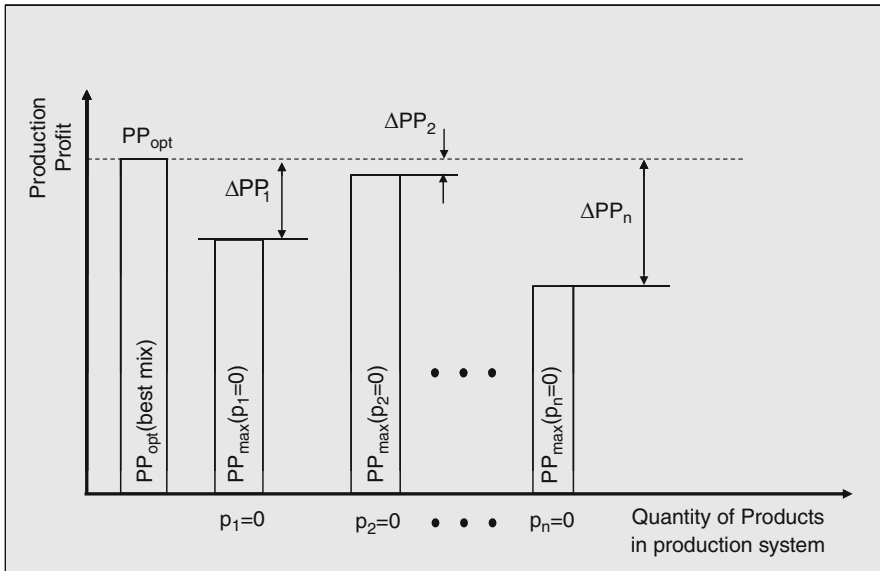 Production
Profit
PP_opt
ΔPP_1
ΔPP_2
ΔPP_n
PP_opt(best mix)
PP_max(p_1=0)
PP_max(p_2=0)
• • •
PP_max(p_n=0)
p_1=0
p_2=0
• • •
p_n=0
Quantity of Products
in production system